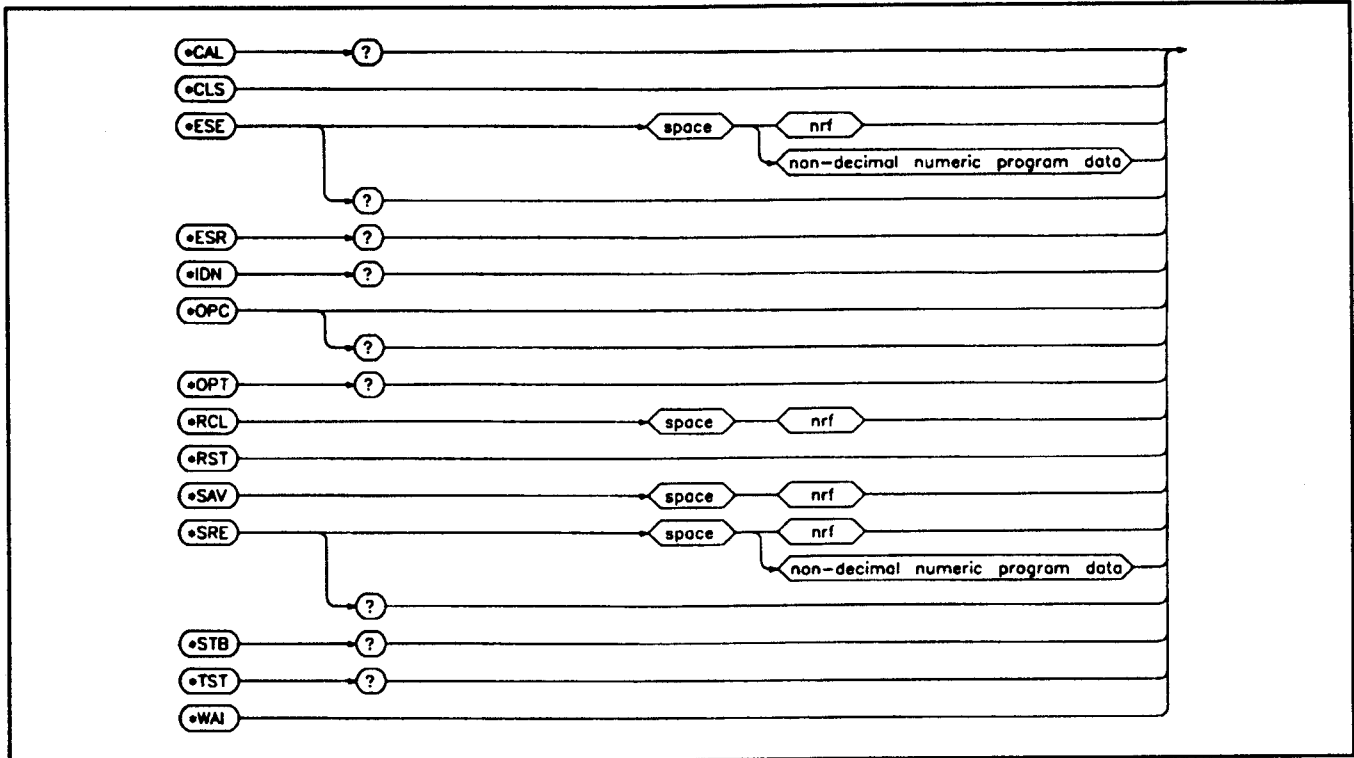 *CAL ?
*CLS
*ESE space nrf
non-decimal numeric program data
?
*ESR ?
*IDN ?
*OPC
?
*OPT ?
*RCL space nrf
*RST
*SAV space nrf
*SRE space nrf
non-decimal numeric program data
?
*STB ?
*TST ?
*WAI